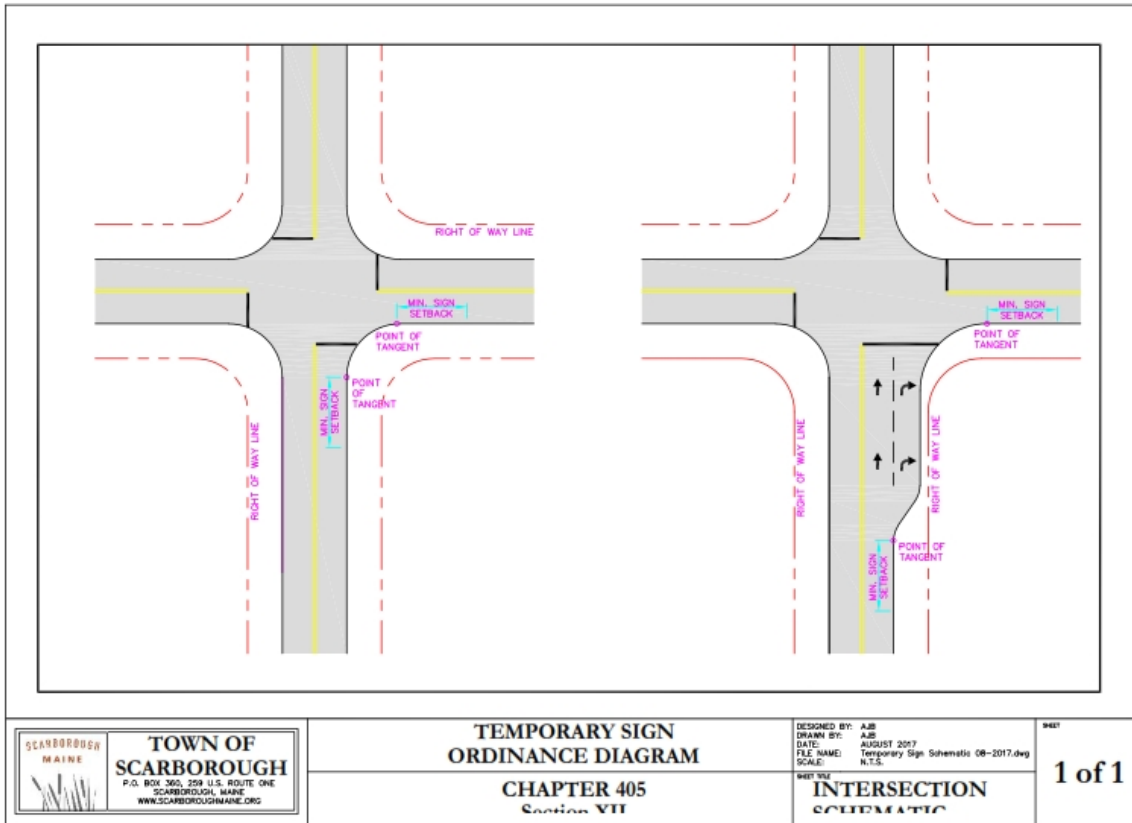 RIGHT OF WAY LINE
MIN. SIGN
SETBACK
POINT OF
TANGENT
POINT
OF
TANGENT
MIN. SIGN
SETBACK
RIGHT OF WAY LINE
MIN. SIGN
SETBACK
POINT OF
TANGENT
RIGHT OF WAY LINE
RIGHT OF WAY LINE
POINT OF
TANGENT
MIN. SIGN
SETBACK
SCARBOROUGH
MAINE
TOWN OF
SCARBOROUGH
P.O. BOX 360, 259 U.S. ROUTE ONE
SCARBOROUGH, MAINE
WWW.SCARBOROUGHMAINE.ORG
TEMPORARY SIGN
ORDINANCE DIAGRAM
CHAPTER 405
Section XII
DESIGNED BY: AJB
DRAWN BY: AJB
DATE: AUGUST 2017
FILE NAME: Temporary Sign Schematic 08-2017.dwg
SCALE: N.T.S.
SHEET TITLE
INTERSECTION
SCHEMATIC
SHEET
1 of 1